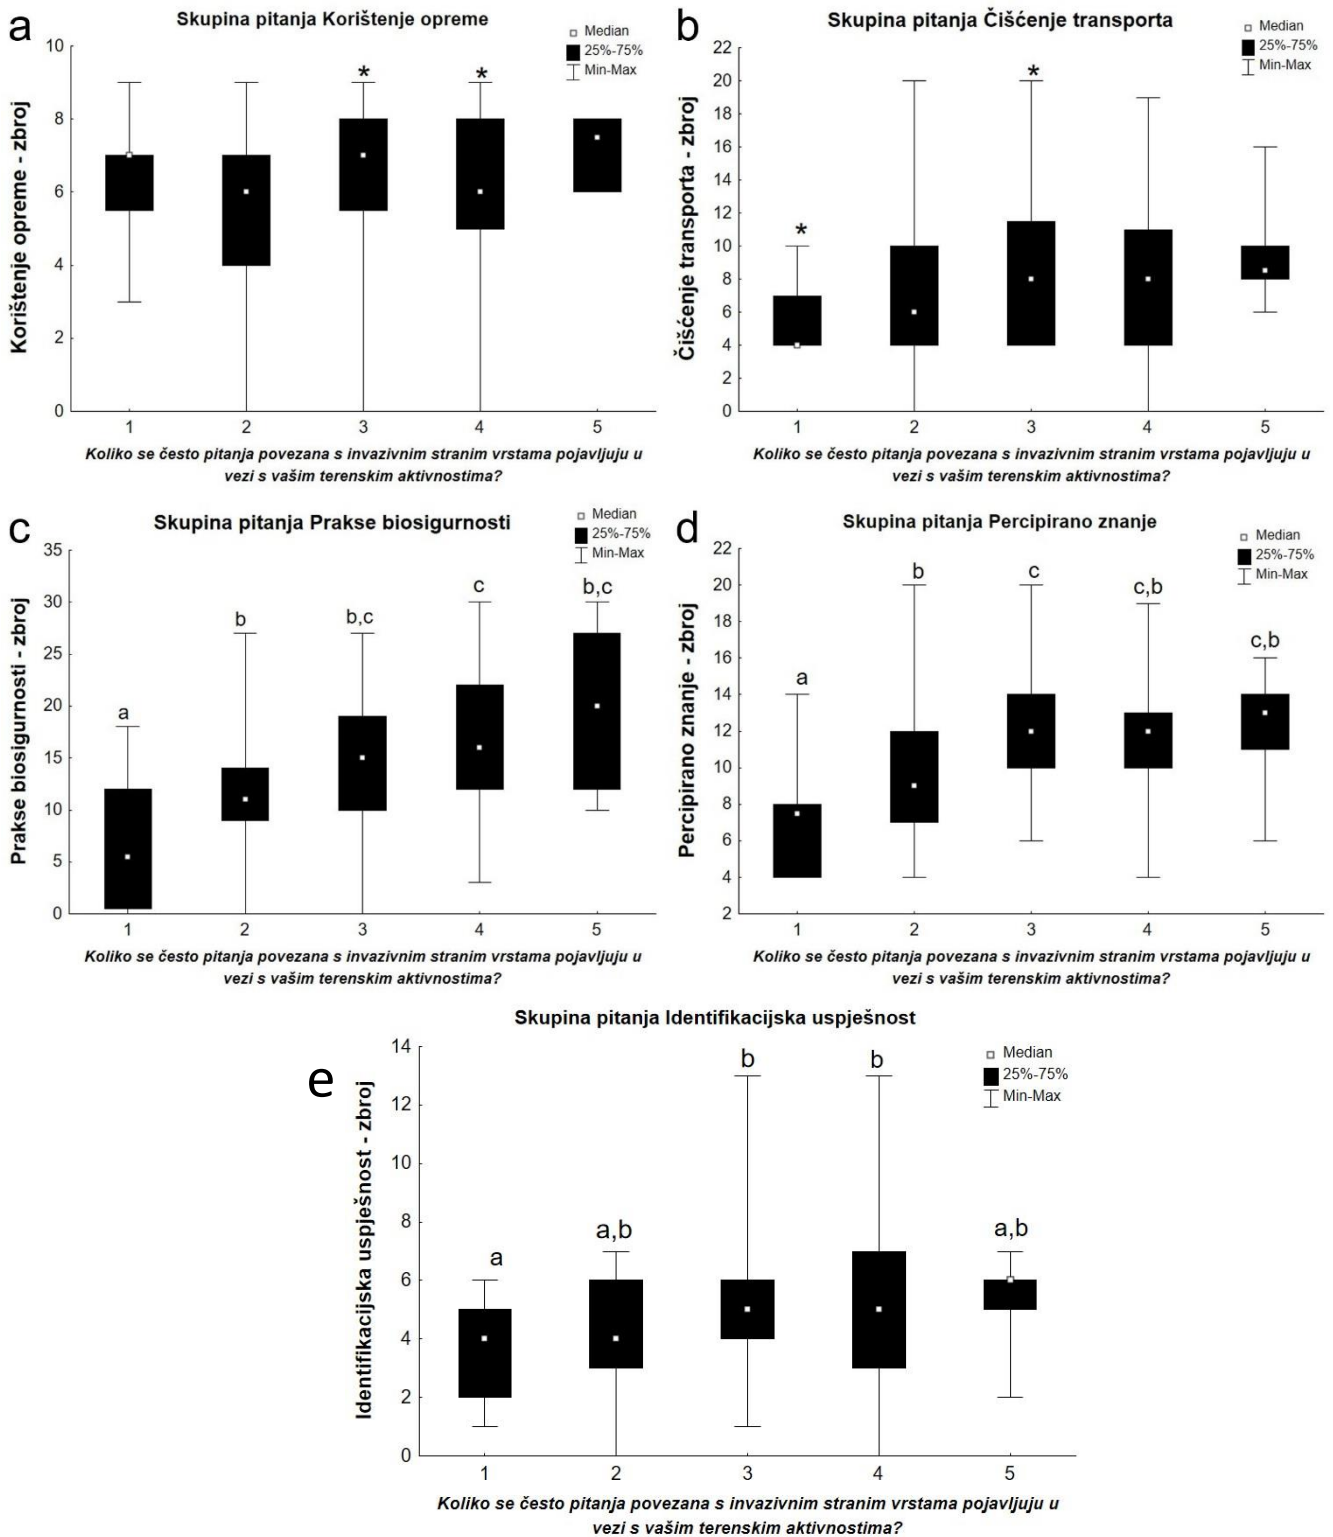 a
Skupina pitanja Korištenje opreme
Median
25%-75%
Min-Max
Korištenje opreme - zbroj
10
8
6
4
2
0
* *
1 2 3 4 5
Koliko se često pitanja povezana s invazivnim stranim vrstama pojavljuju u
vezi s vašim terenskim aktivnostima?
b
Skupina pitanja Čišćenje transporta
Median
25%-75%
Min-Max
Čišćenje transporta - zbroj
22
20
18
16
14
12
10
8
6
4
2
0
* *
1 2 3 4 5
Koliko se često pitanja povezana s invazivnim stranim vrstama pojavljuju u
vezi s vašim terenskim aktivnostima?
c
Skupina pitanja Prakse biosigurnosti
Median
25%-75%
Min-Max
Prakse biosigurnosti - zbroj
35
30
25
20
15
10
5
0
a b b,c c b,c
1 2 3 4 5
Koliko se često pitanja povezana s invazivnim stranim vrstama pojavljuju u
vezi s vašim terenskim aktivnostima?
d
Skupina pitanja Percipirano znanje
Median
25%-75%
Min-Max
Percipirano znanje - zbroj
22
20
18
16
14
12
10
8
6
4
2
a b c c,b c,b
1 2 3 4 5
Koliko se često pitanja povezana s invazivnim stranim vrstama pojavljuju u
vezi s vašim terenskim aktivnostima?
e
Skupina pitanja Identifikacijska uspješnost
Median
25%-75%
Min-Max
Identifikacijska uspješnost - zbroj
14
12
10
8
6
4
2
0
a a,b b b a,b
1 2 3 4 5
Koliko se često pitanja povezana s invazivnim stranim vrstama pojavljuju u
vezi s vašim terenskim aktivnostima?